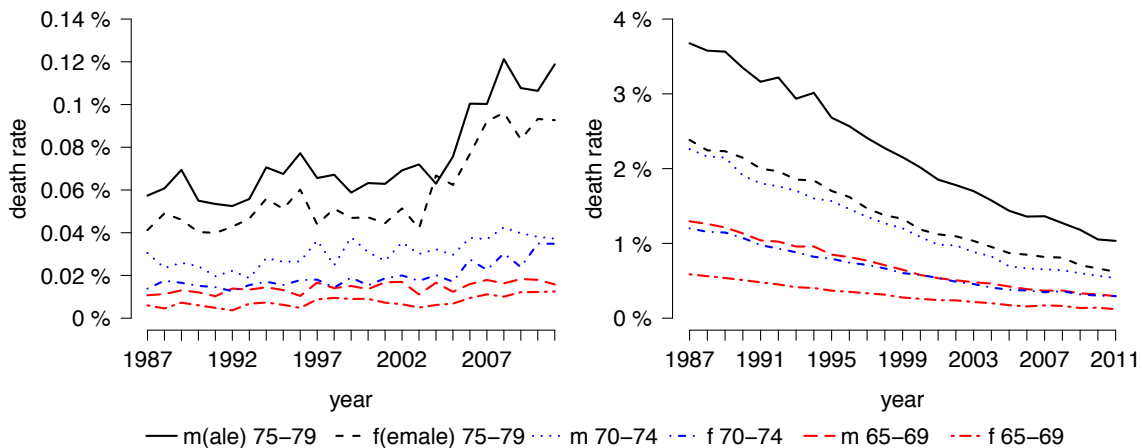 0.14 %
0.12 %
0.1 %
0.08 %
0.06 %
0.04 %
0.02 %
0 %
death rate
1987 1992 1997 2002 2007
year
4 %
3 %
2 %
1 %
0 %
death rate
1987 1991 1995 1999 2003 2007 2011
year
m(ale) 75−79 f(emale) 75−79 m 70−74 f 70−74 m 65−69 f 65−69